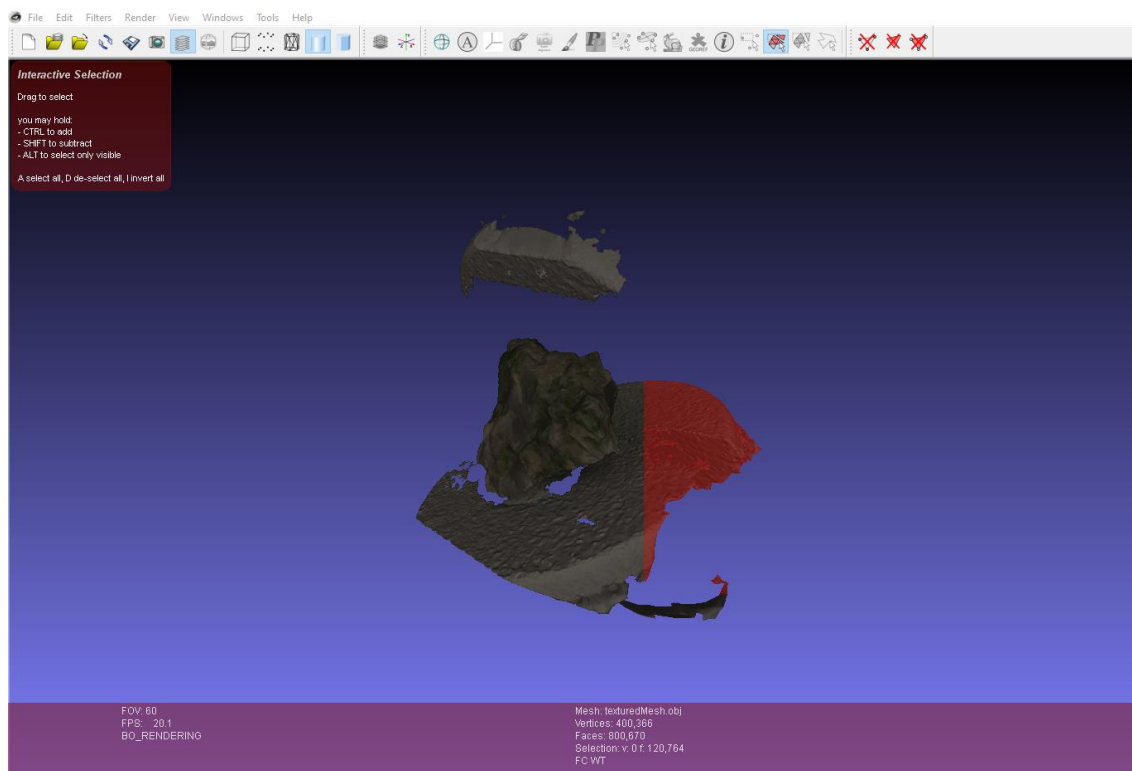 File Edit Filters Render View Windows Tools Help
Interactive Selection
Drag to select
you may hold:
- CTRL to add
- SHIFT to subtract
- ALT to select only visible
A select all, D de-select all, I invert all
FOV: 60
FPS: 20.1
BO_RENDERING
Mesh: texturedMesh.obj
Vertices: 400,366
Faces: 800,670
Selection: v: 0 f: 120,764
FC WT